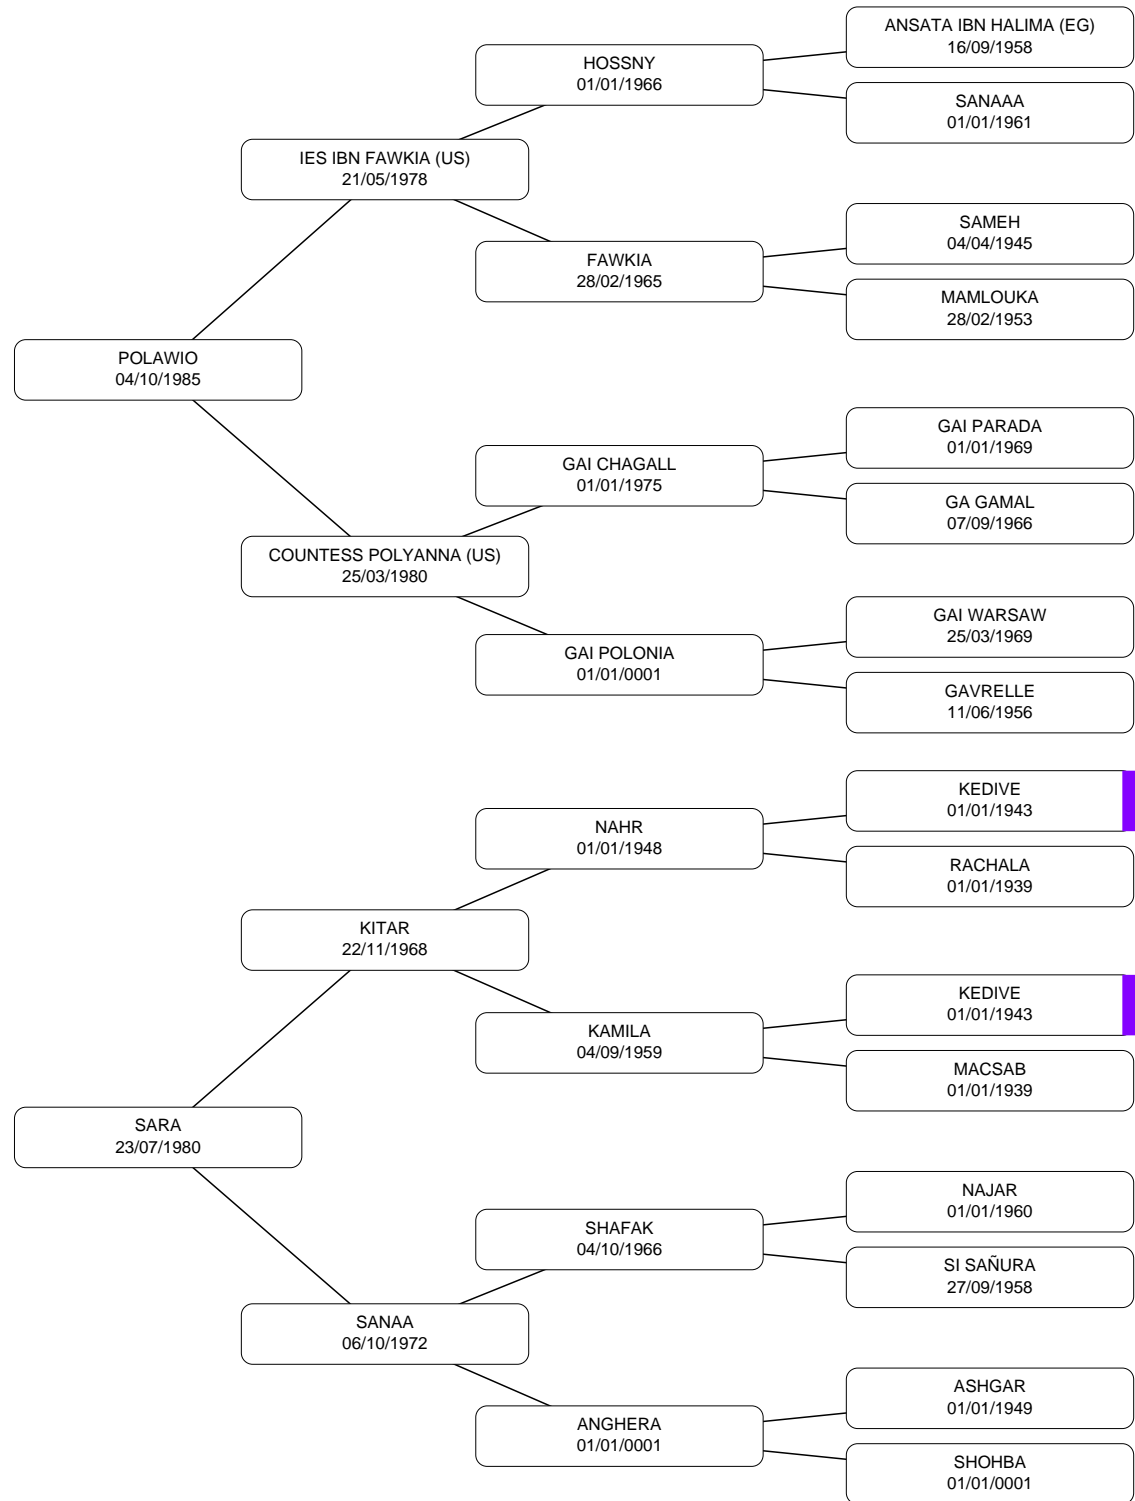 ANSATA IBN HALIMA (EG)
16/09/1958
HOSSNY
01/01/1966
SANAAA
01/01/1961
IES IBN FAWKIA (US)
21/05/1978
SAMEH
04/04/1945
FAWKIA
28/02/1965
MAMLOUKA
28/02/1953
POLAWIO
04/10/1985
GAI PARADA
01/01/1969
GAI CHAGALL
01/01/1975
GA GAMAL
07/09/1966
COUNTESS POLYANNA (US)
25/03/1980
GAI WARSAW
25/03/1969
GAI POLONIA
01/01/0001
GAVRELLE
11/06/1956
KEDIVE
01/01/1943
NAHR
01/01/1948
RACHALA
01/01/1939
KITAR
22/11/1968
KEDIVE
01/01/1943
KAMILA
04/09/1959
MACSAB
01/01/1939
SARA
23/07/1980
NAJAR
01/01/1960
SHAFAK
04/10/1966
SI SAÑURA
27/09/1958
SANAA
06/10/1972
ASHGAR
01/01/1949
ANGHERA
01/01/0001
SHOHBA
01/01/0001